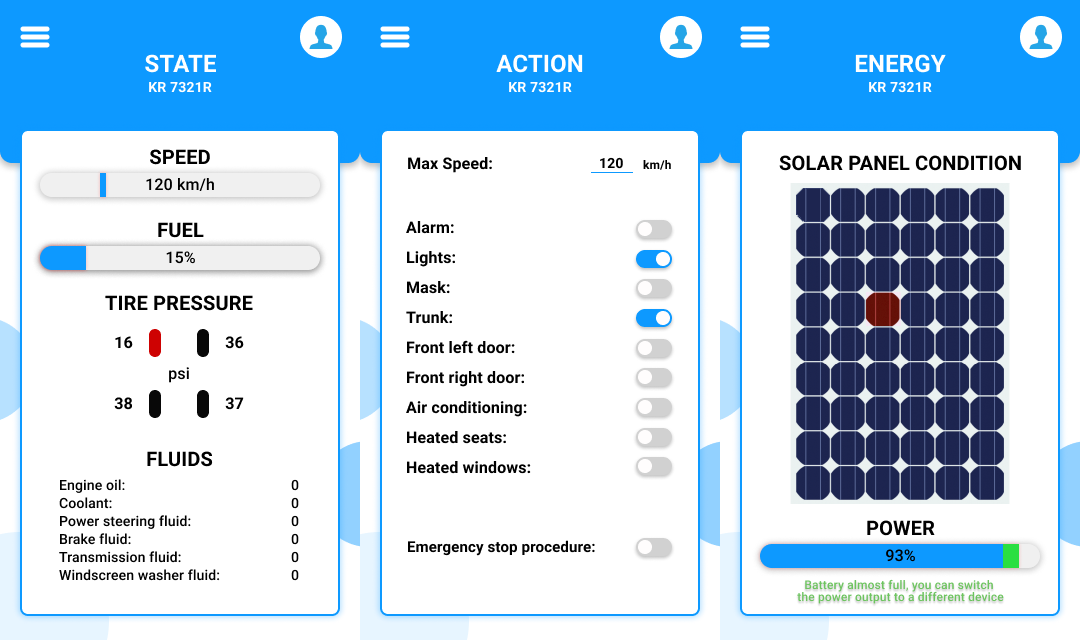 STATE
KR 7321R
SPEED
120 km/h
FUEL
15%
TIRE PRESSURE
16 36
psi
38 37
FLUIDS
Engine oil: 0
Coolant: 0
Power steering fluid: 0
Brake fluid: 0
Transmission fluid: 0
Windscreen washer fluid: 0
ACTION
KR 7321R
Max Speed: 120 km/h
Alarm:
Lights:
Mask:
Trunk:
Front left door:
Front right door:
Air conditioning:
Heated seats:
Heated windows:
Emergency stop procedure:
ENERGY
KR 7321R
SOLAR PANEL CONDITION
POWER
93%
Battery almost full, you can switch
the power output to a different device